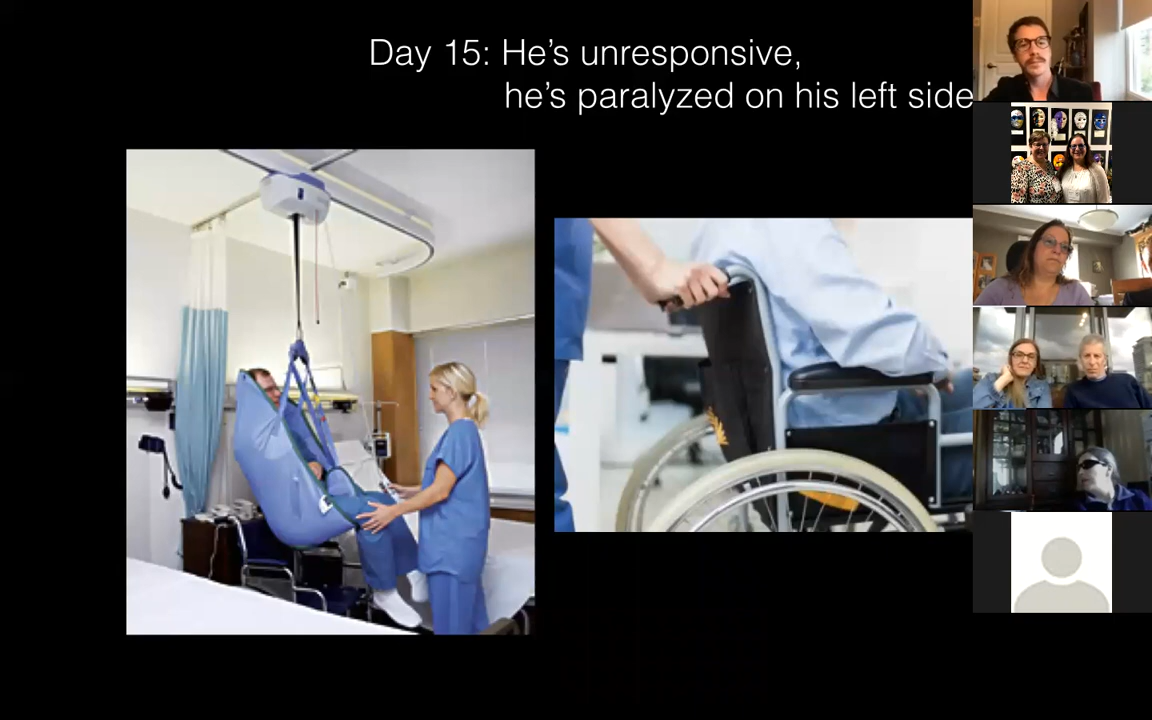 Day 15: He's unresponsive,
he's paralyzed on his left side